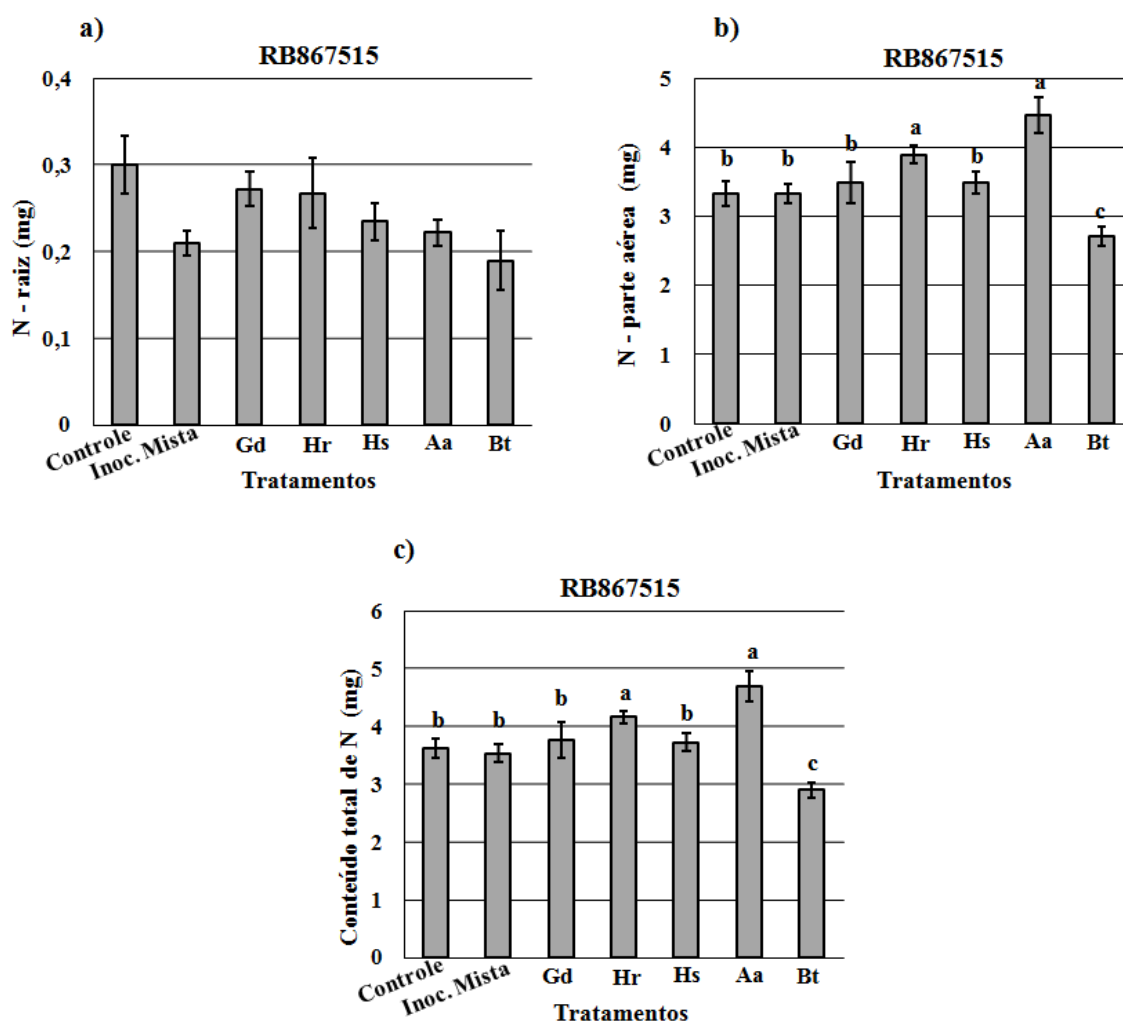 a)
RB867515
N - raiz (mg)
0,4
0,3
0,2
0,1
0
Controle
Inoc. Mista
Gd
Hr
Hs
Aa
Bt
Tratamentos
b)
RB867515
N - parte aérea (mg)
5
4
3
2
1
0
b
b
b
a
b
a
c
Controle
Inoc. Mista
Gd
Hr
Hs
Aa
Bt
Tratamentos
c)
RB867515
Conteúdo total de N (mg)
6
5
4
3
2
1
0
b
b
b
a
b
a
c
Controle
Inoc. Mista
Gd
Hr
Hs
Aa
Bt
Tratamentos